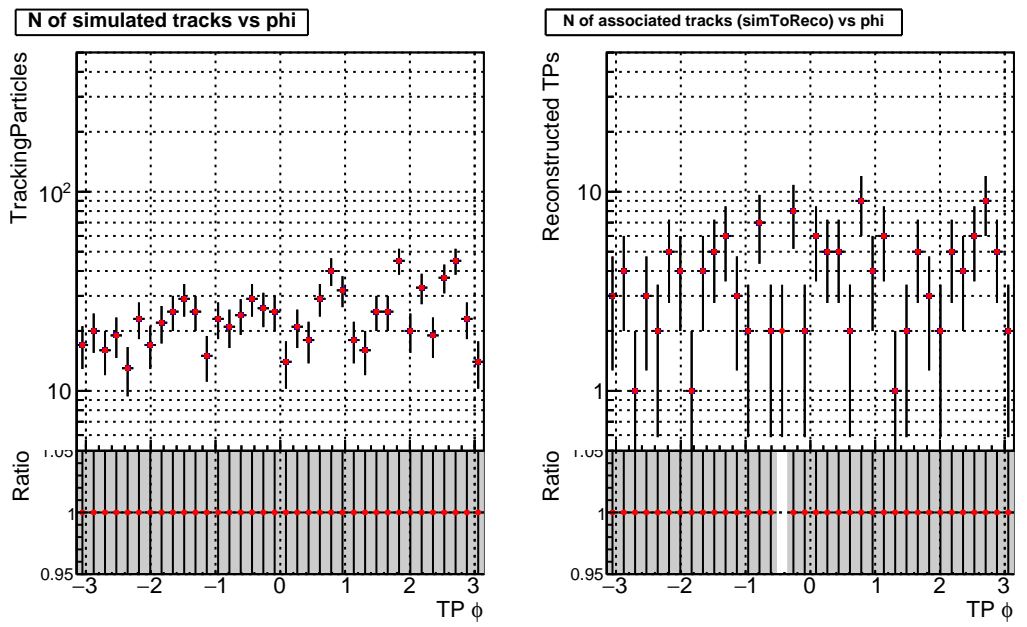 N of simulated tracks vs phi
TrackingParticles
10²
10
Ratio
1.05
1
0.95
−3 −2 −1 0 1 2 3
TP ϕ
N of associated tracks (simToReco) vs phi
Reconstructed TPs
10
1
Ratio
1.05
1
0.95
−3 −2 −1 0 1 2 3
TP ϕ